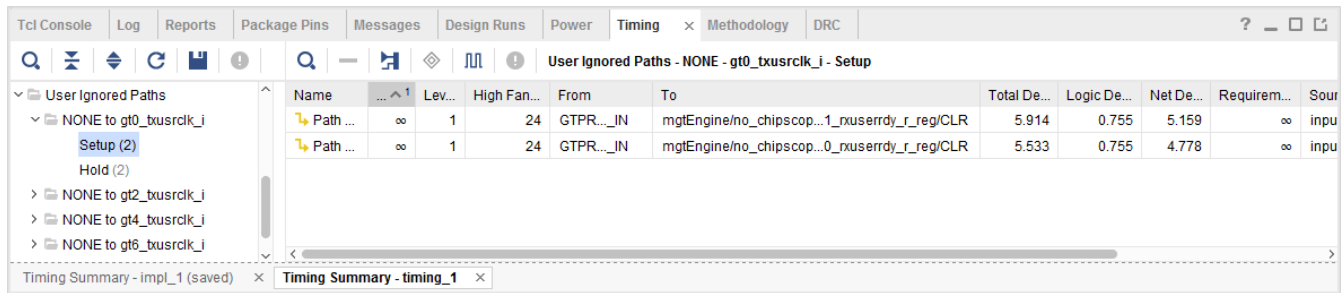 Tcl Console Log Reports Package Pins Messages Design Runs Power Timing × Methodology DRC ?
User Ignored Paths - NONE - gt0_txusrclk_i - Setup
User Ignored Paths
NONE to gt0_txusrclk_i
Setup (2)
Hold (2)
NONE to gt2_txusrclk_i
NONE to gt4_txusrclk_i
NONE to gt6_txusrclk_i
Name ... ^1 Lev... High Fan... From To Total De... Logic De... Net De... Requirem... Sour
Path ... ∞ 1 24 GTPR..._IN mgtEngine/no_chipscop...1_rxuserrdy_r_reg/CLR 5.914 0.755 5.159 ∞ inpu
Path ... ∞ 1 24 GTPR..._IN mgtEngine/no_chipscop...0_rxuserrdy_r_reg/CLR 5.533 0.755 4.778 ∞ inpu
Timing Summary - impl_1 (saved) × Timing Summary - timing_1 ×